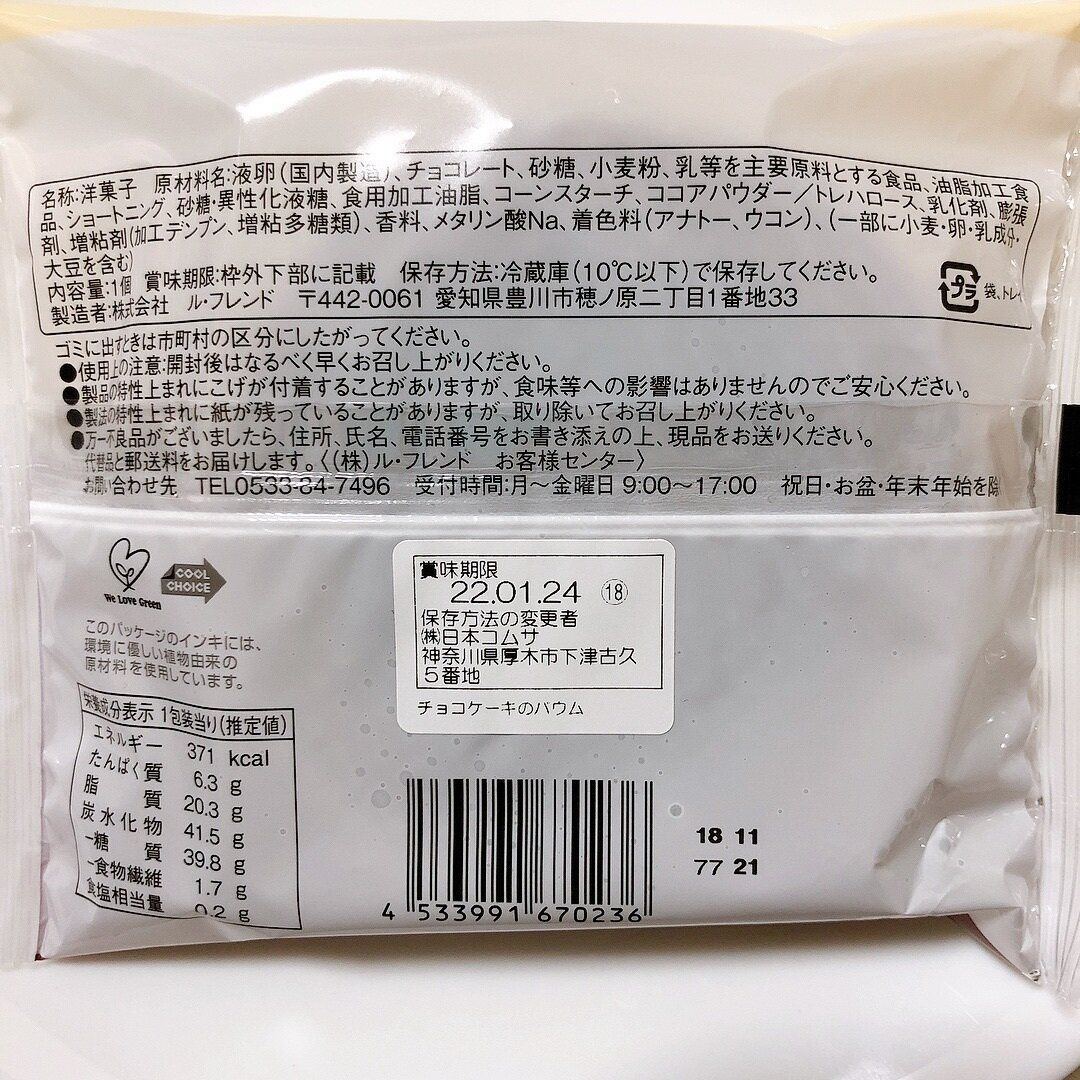 名称:洋菓子 原材料名:液卵(国内製造)、チョコレート、砂糖、小麦粉、乳等を主要原料とする食品、油脂加工食
品、ショートニング、砂糖・異性化液糖、食用加工油脂、コーンスターチ、ココアパウダー／トレハロース、乳化剤、膨張
剤、増粘剤(加工デンプン、増粘多糖類)、香料、メタリン酸Na、着色料(アナトー、ウコン)、(一部に小麦・卵・乳成分・
大豆を含む)
内容量:1個 賞味期限:枠外下部に記載 保存方法:冷蔵庫(10℃以下)で保存してください。
製造者:株式会社 ル・フレンド 〒442-0061 愛知県豊川市穂ノ原二丁目1番地33
プラ
袋、トレイ
ゴミに出すときは市町村の区分にしたがってください。
●使用上の注意:開封後はなるべく早くお召し上がりください。
●製品の特性上まれにこげが付着することがありますが、食味等への影響はありませんのでご安心ください。
●製法の特性上まれに紙が残っていることがありますが、取り除いてお召し上がりください。
●万一不良品がございましたら、住所、氏名、電話番号をお書き添えの上、現品をお送りください。
代替品と郵送料をお届けします。〈(株)ル・フレンド お客様センター〉
お問い合わせ先 TEL0533-84-7496 受付時間:月〜金曜日 9:00〜17:00 祝日・お盆・年末年始を除
We Love Green
COOL
CHOICE
このパッケージのインキには、
環境に優しい植物由来の
原材料を使用しています。
賞味期限
22.01.24 ⑱
保存方法の変更者
㈱日本コムサ
神奈川県厚木市下津古久
5番地
チョコケーキのバウム
栄養成分表示 1包装当り(推定値)
エネルギー 371 kcal
たんぱく質 6.3 g
脂質 20.3 g
炭水化物 41.5 g
-糖質 39.8 g
-食物繊維 1.7 g
食塩相当量 0.2 g
4 533991 670236
18 11
77 21